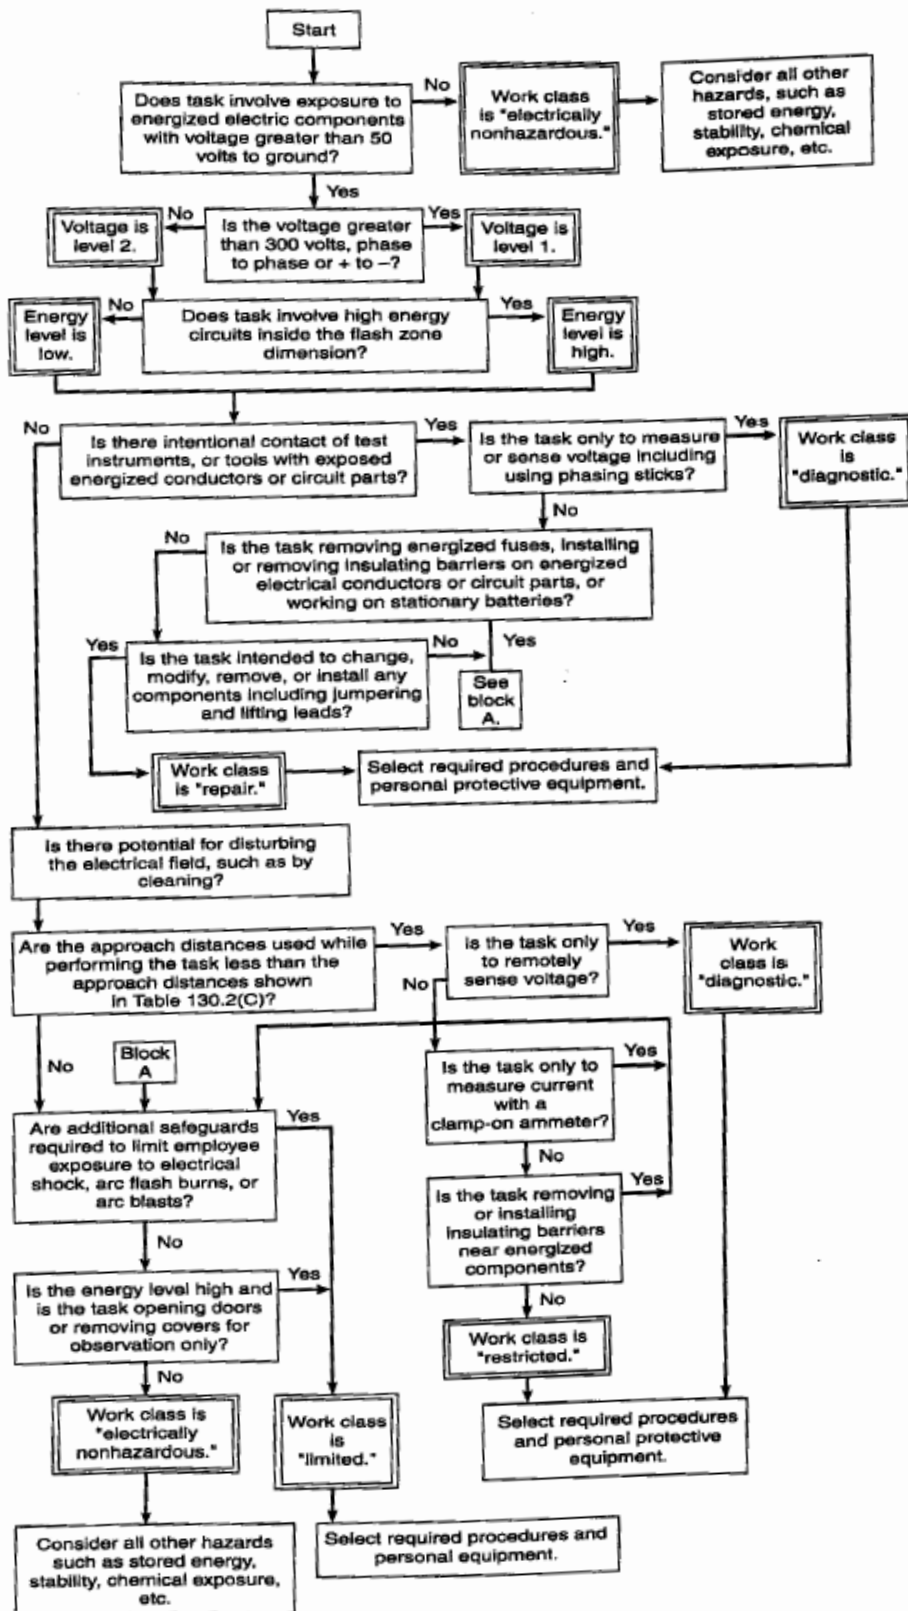 Start
Does task involve exposure to
energized electric components
with voltage greater than 50
volts to ground?
No
Work class
is "electrically
nonhazardous."
Consider all other
hazards, such as
stored energy,
stability, chemical
exposure, etc.
Yes
No
Voltage is
level 2.
Is the voltage greater
than 300 volts, phase
to phase or + to –?
Yes
Voltage is
level 1.
No
Energy
level is
low.
Does task involve high energy
circuits inside the flash zone
dimension?
Yes
Energy
level is
high.
No
Is there intentional contact of test
instruments, or tools with exposed
energized conductors or circuit parts?
Yes
Is the task only to measure
or sense voltage including
using phasing sticks?
Yes
Work class
is
"diagnostic."
No
No
Is the task removing energized fuses, installing
or removing insulating barriers on energized
electrical conductors or circuit parts, or
working on stationary batteries?
Yes
Is the task intended to change,
modify, remove, or install any
components including jumpering
and lifting leads?
No
Yes
See
block
A.
Work class
is "repair."
Select required procedures and
personal protective equipment.
Is there potential for disturbing
the electrical field, such as by
cleaning?
Are the approach distances used while
performing the task less than the
approach distances shown
in Table 130.2(C)?
Yes
Is the task only
to remotely
sense voltage?
Yes
Work
class is
"diagnostic."
No
No
Block
A
Is the task only to
measure current
with a
clamp-on ammeter?
Yes
Are additional safeguards
required to limit employee
exposure to electrical
shock, arc flash burns, or
arc blasts?
Yes
No
Is the task removing
or installing
insulating barriers
near energized
components?
Yes
No
Is the energy level high and
is the task opening doors
or removing covers for
observation only?
Yes
No
Work class is
"restricted."
No
Work class is
"electrically
nonhazardous."
Work class
is
"limited."
Select required procedures
and personal protective
equipment.
Consider all other hazards
such as stored energy,
stability, chemical exposure,
etc.
Select required procedures and
personal equipment.